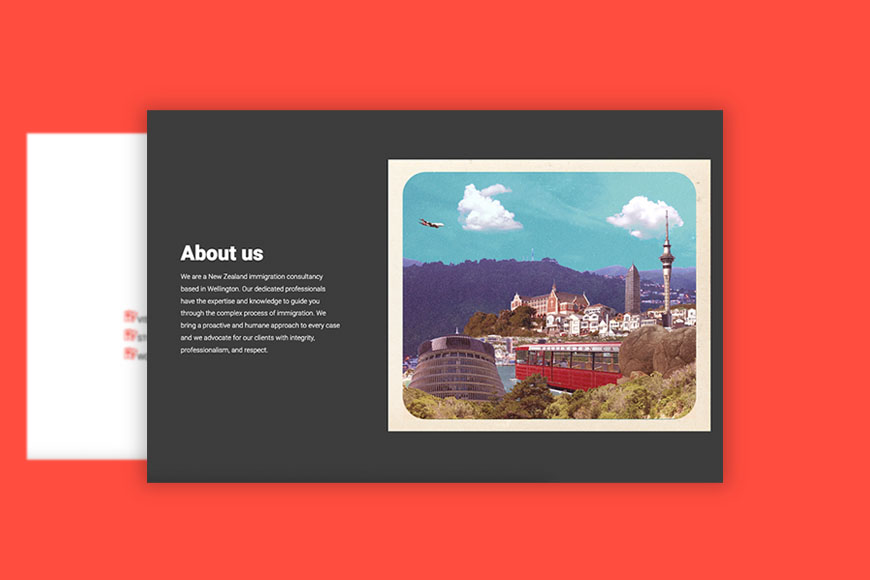 About us
We are a New Zealand immigration consultancy
based in Wellington. Our dedicated professionals
have the expertise and knowledge to guide you
through the complex process of immigration. We
bring a proactive and humane approach to every case
and we advocate for our clients with integrity,
professionalism, and respect.